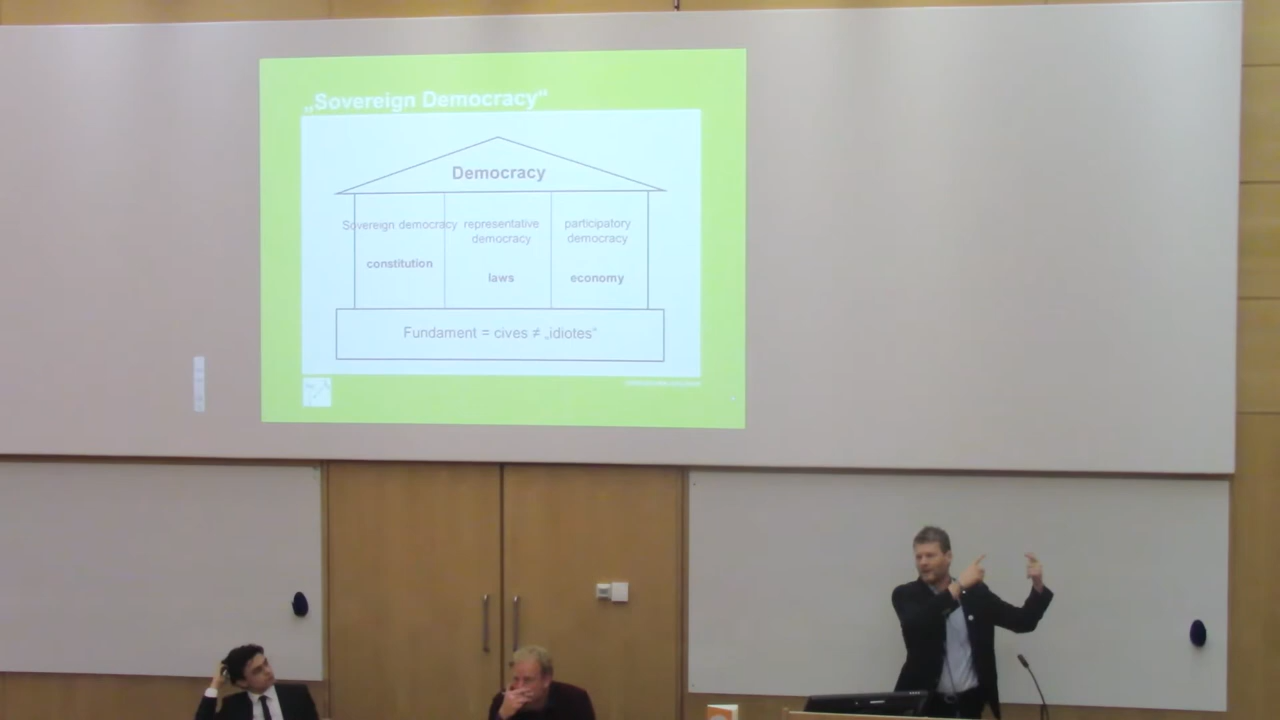 „Sovereign Democracy“
Democracy
Sovereign democracy
constitution
representative
democracy
laws
participatory
democracy
economy
Fundament = cives ≠ „idiotes“